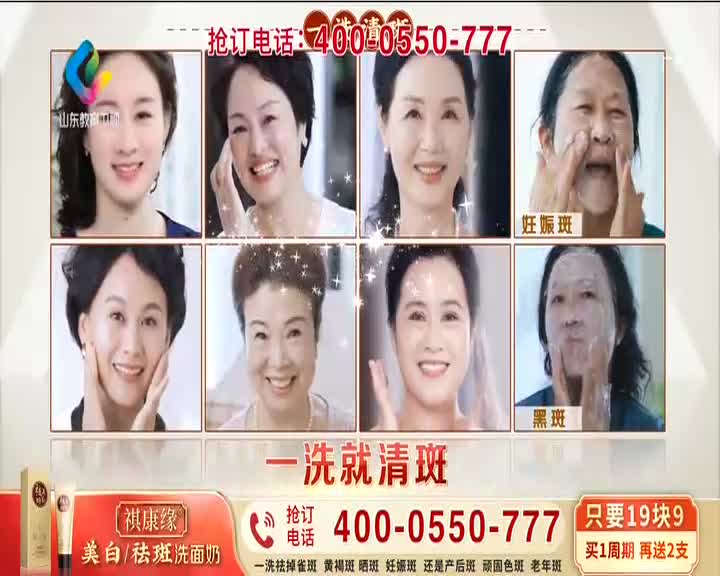 一洗清斑
抢订电话：400-0550-777
山东教育卫视
妊娠斑
黑斑
一洗就清斑
祺康缘
美白/祛斑洗面奶
抢订电话
400-0550-777
只要19块9
买1周期 再送2支
一洗祛掉雀斑 黄褐斑 晒斑 妊娠斑 还是产后斑 顽固色斑 老年斑